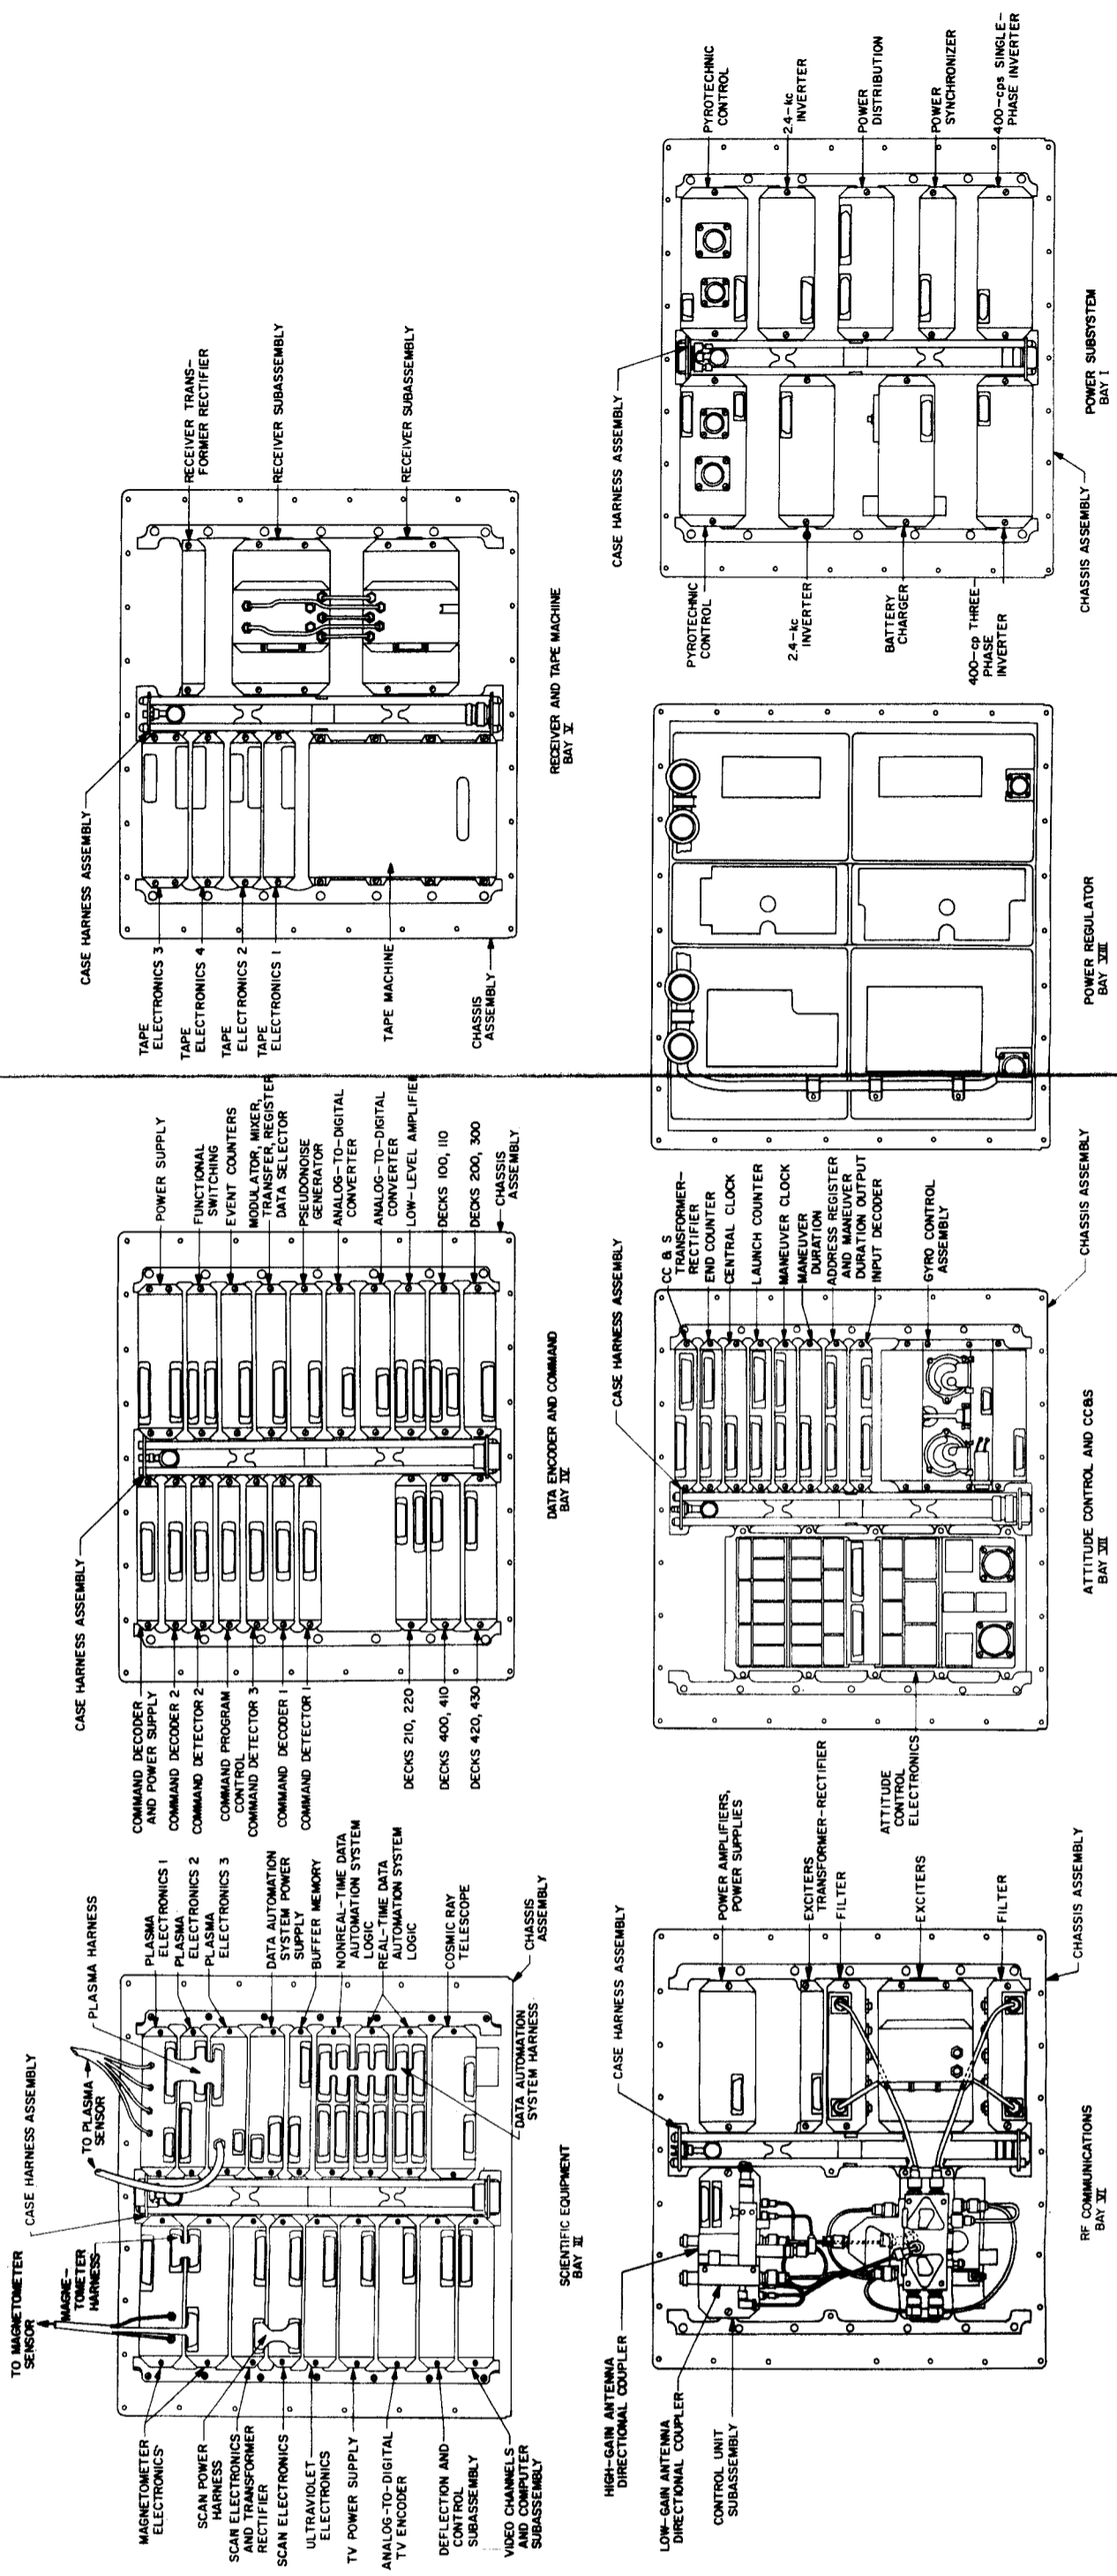 TO MAGNETOMETER
SENSOR
MAGNE-
TOMETER
HARNESS
CASE HARNESS ASSEMBLY
TO PLASMA
SENSOR
PLASMA HARNESS
MAGNETOMETER
ELECTRONICS
SCAN POWER
HARNESS
SCAN ELECTRONICS
AND TRANSFORMER
RECTIFIER
SCAN ELECTRONICS
ULTRAVIOLET
ELECTRONICS
TV POWER SUPPLY
ANALOG-TO-DIGITAL
TV ENCODER
DEFLECTION AND
CONTROL
SUBASSEMBLY
VIDEO CHANNELS
AND COMPUTER
SUBASSEMBLY
PLASMA
ELECTRONICS 1
PLASMA
ELECTRONICS 2
PLASMA
ELECTRONICS 3
DATA AUTOMATION
SYSTEM POWER
SUPPLY
BUFFER MEMORY
NONREAL-TIME DATA
AUTOMATION SYSTEM
LOGIC
REAL-TIME DATA
AUTOMATION SYSTEM
LOGIC
COSMIC RAY
TELESCOPE
CHASSIS
ASSEMBLY
DATA AUTOMATION
SYSTEM HARNESS
SCIENTIFIC EQUIPMENT
BAY III
CASE HARNESS ASSEMBLY
COMMAND DECODER
AND POWER SUPPLY
COMMAND DECODER 2
COMMAND DETECTOR 2
COMMAND PROGRAM
CONTROL
COMMAND DETECTOR 3
COMMAND DECODER 1
COMMAND DETECTOR 1
DECKS 210, 220
DECKS 400, 410
DECKS 420, 430
POWER SUPPLY
FUNCTIONAL
SWITCHING
EVENT COUNTERS
MODULATOR, MIXER,
TRANSFER, REGISTER
DATA SELECTOR
PSEUDONOISE
GENERATOR
ANALOG-TO-DIGITAL
CONVERTER
ANALOG-TO-DIGITAL
CONVERTER
LOW-LEVEL AMPLIFIER
DECKS 100, 110
DECKS 200, 300
CHASSIS
ASSEMBLY
DATA ENCODER AND COMMAND
BAY IV
CASE HARNESS ASSEMBLY
TAPE
ELECTRONICS 3
TAPE
ELECTRONICS 4
TAPE
ELECTRONICS 2
TAPE
ELECTRONICS 1
TAPE MACHINE
CHASSIS
ASSEMBLY
RECEIVER TRANS-
FORMER RECTIFIER
RECEIVER SUBASSEMBLY
RECEIVER SUBASSEMBLY
RECEIVER AND TAPE MACHINE
BAY V
HIGH-GAIN ANTENNA
DIRECTIONAL COUPLER
LOW-GAIN ANTENNA
DIRECTIONAL COUPLER
CONTROL UNIT
SUBASSEMBLY
CASE HARNESS ASSEMBLY
POWER AMPLIFIERS,
POWER SUPPLIES
EXCITERS
TRANSFORMER-RECTIFIER
FILTER
EXCITERS
FILTER
CHASSIS ASSEMBLY
RF COMMUNICATIONS
BAY VI
CASE HARNESS ASSEMBLY
ATTITUDE
CONTROL
ELECTRONICS
CC & S
TRANSFORMER-
RECTIFIER
END COUNTER
CENTRAL CLOCK
LAUNCH COUNTER
MANEUVER CLOCK
MANEUVER
DURATION
ADDRESS REGISTER
AND MANEUVER
DURATION OUTPUT
INPUT DECODER
GYRO CONTROL
ASSEMBLY
CHASSIS ASSEMBLY
ATTITUDE CONTROL AND CC&S
BAY VII
POWER REGULATOR
BAY VIII
CASE HARNESS ASSEMBLY
PYROTECHNIC
CONTROL
2.4-kc
INVERTER
BATTERY
CHARGER
400-cp THREE-
PHASE
INVERTER
PYROTECHNIC
CONTROL
2.4-kc
INVERTER
POWER
DISTRIBUTION
POWER
SYNCHRONIZER
400-cps SINGLE-
PHASE INVERTER
CHASSIS ASSEMBLY
POWER SUBSYSTEM
BAY I